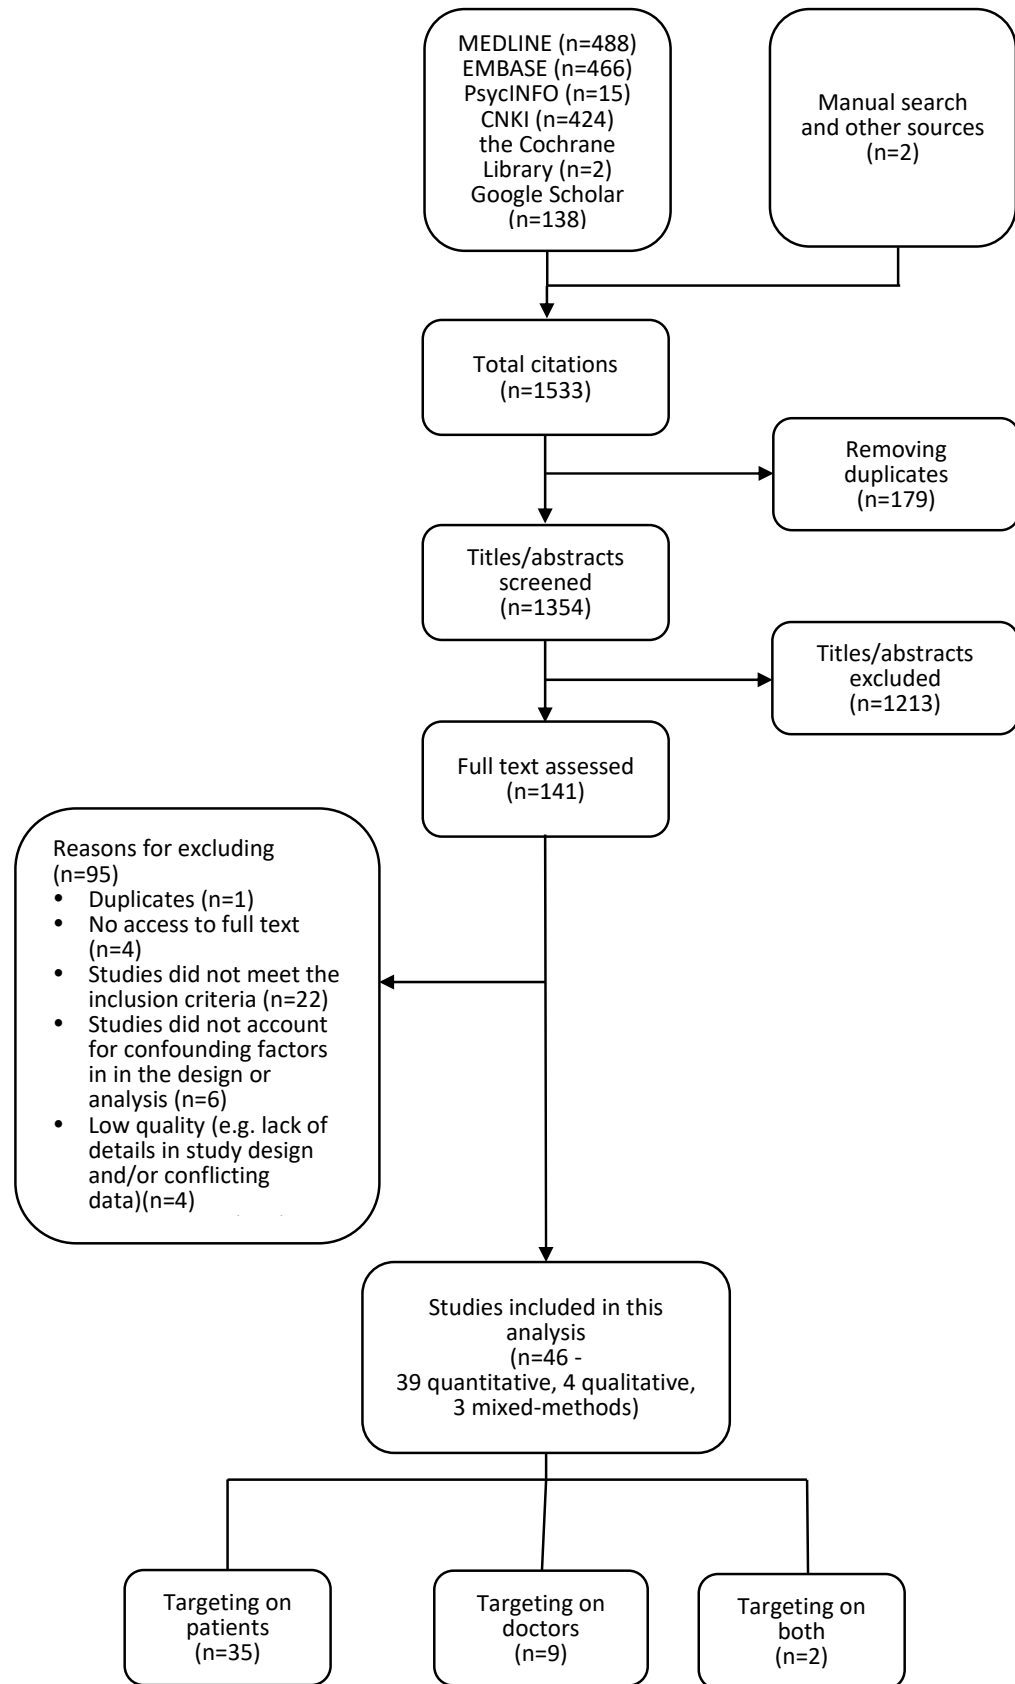 MEDLINE (n=488)
EMBASE (n=466)
PsycINFO (n=15)
CNKI (n=424)
the Cochrane
Library (n=2)
Google Scholar
(n=138)
Manual search
and other sources
(n=2)
Total citations
(n=1533)
Removing
duplicates
(n=179)
Titles/abstracts
screened
(n=1354)
Titles/abstracts
excluded
(n=1213)
Full text assessed
(n=141)
Reasons for excluding
(n=95)
• Duplicates (n=1)
• No access to full text
(n=4)
• Studies did not meet the
inclusion criteria (n=22)
• Studies did not account
for confounding factors
in in the design or
analysis (n=6)
• Low quality (e.g. lack of
details in study design
and/or conflicting
data)(n=4)
Studies included in this
analysis
(n=46 -
39 quantitative, 4 qualitative,
3 mixed-methods)
Targeting on
patients
(n=35)
Targeting on
doctors
(n=9)
Targeting on
both
(n=2)